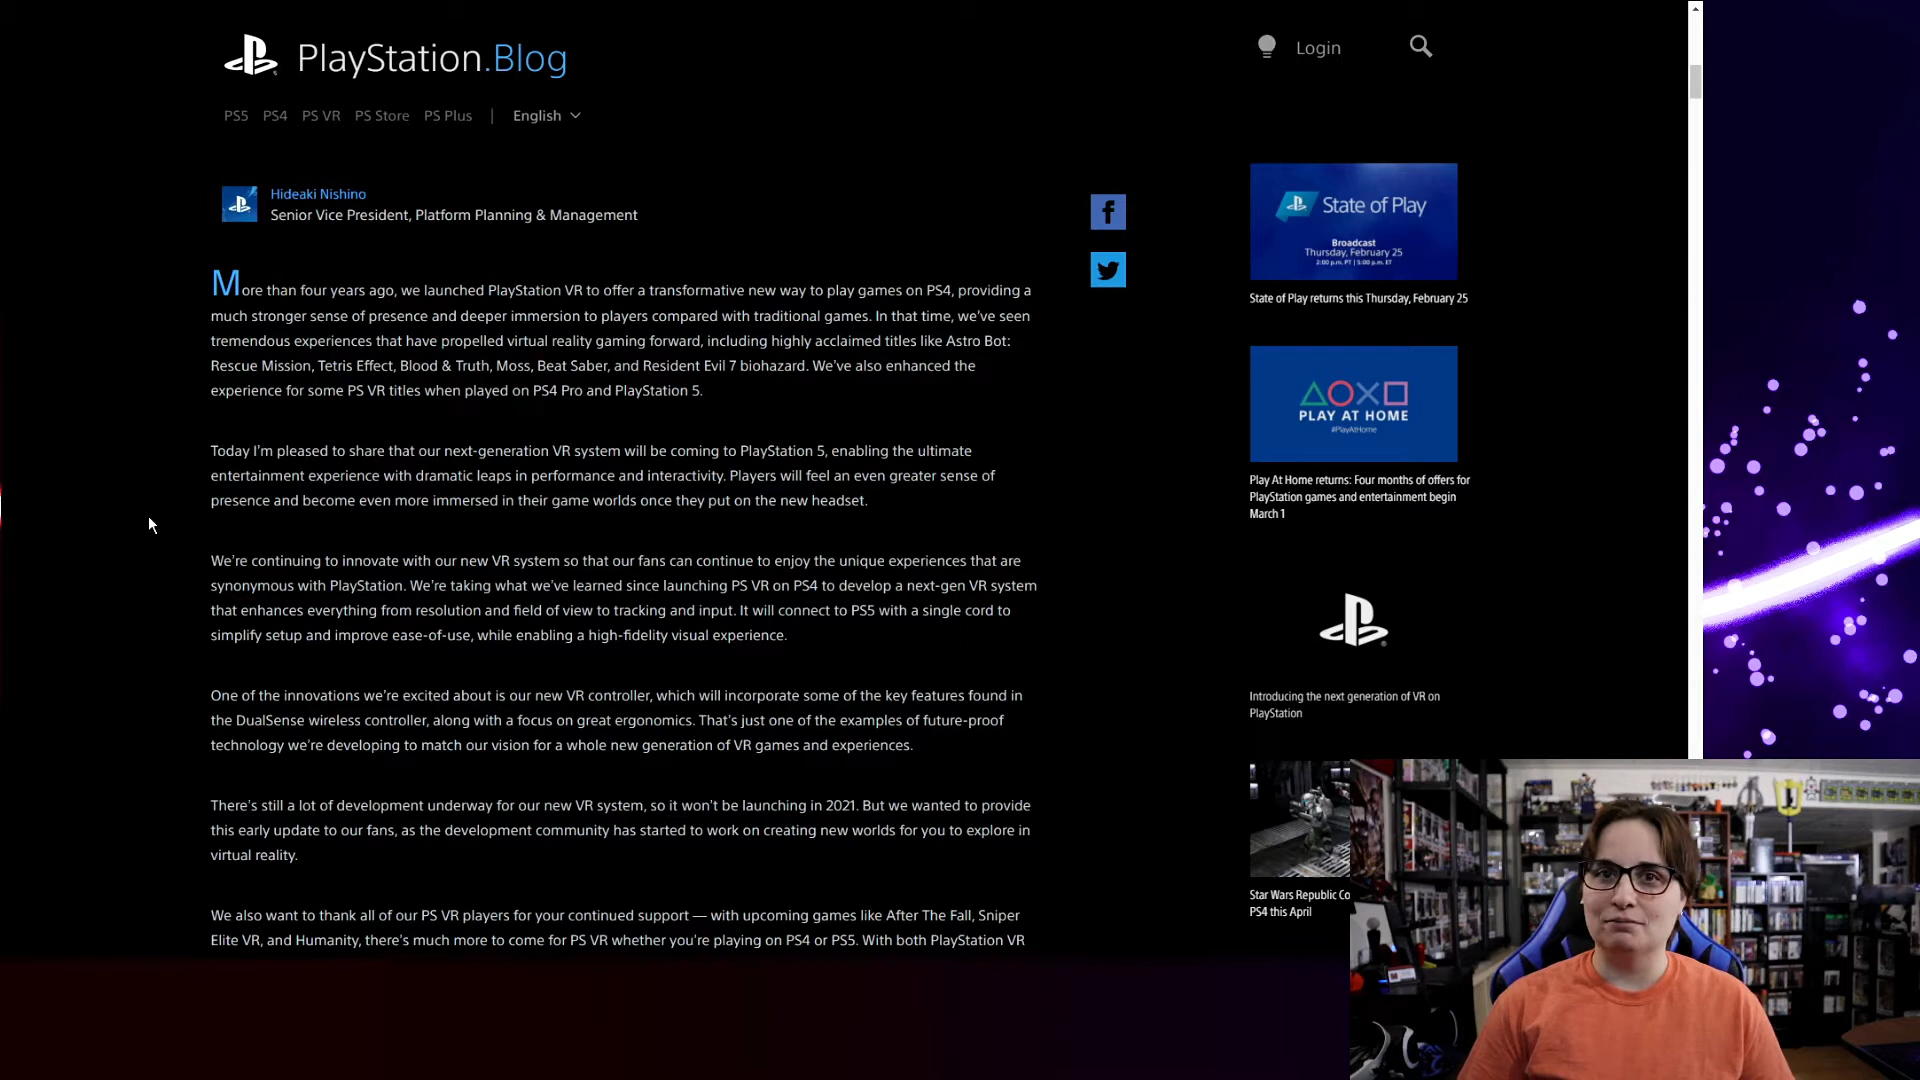 PlayStation.Blog
Login
PS5 PS4 PS VR PS Store PS Plus | English
Hideaki Nishino
Senior Vice President, Platform Planning & Management
More than four years ago, we launched PlayStation VR to offer a transformative new way to play games on PS4, providing a
much stronger sense of presence and deeper immersion to players compared with traditional games. In that time, we've seen
tremendous experiences that have propelled virtual reality gaming forward, including highly acclaimed titles like Astro Bot:
Rescue Mission, Tetris Effect, Blood & Truth, Moss, Beat Saber, and Resident Evil 7 biohazard. We've also enhanced the
experience for some PS VR titles when played on PS4 Pro and PlayStation 5.
Today I'm pleased to share that our next-generation VR system will be coming to PlayStation 5, enabling the ultimate
entertainment experience with dramatic leaps in performance and interactivity. Players will feel an even greater sense of
presence and become even more immersed in their game worlds once they put on the new headset.
We're continuing to innovate with our new VR system so that our fans can continue to enjoy the unique experiences that are
synonymous with PlayStation. We're taking what we've learned since launching PS VR on PS4 to develop a next-gen VR system
that enhances everything from resolution and field of view to tracking and input. It will connect to PS5 with a single cord to
simplify setup and improve ease-of-use, while enabling a high-fidelity visual experience.
One of the innovations we're excited about is our new VR controller, which will incorporate some of the key features found in
the DualSense wireless controller, along with a focus on great ergonomics. That's just one of the examples of future-proof
technology we're developing to match our vision for a whole new generation of VR games and experiences.
There's still a lot of development underway for our new VR system, so it won't be launching in 2021. But we wanted to provide
this early update to our fans, as the development community has started to work on creating new worlds for you to explore in
virtual reality.
We also want to thank all of our PS VR players for your continued support — with upcoming games like After The Fall, Sniper
Elite VR, and Humanity, there's much more to come for PS VR whether you're playing on PS4 or PS5. With both PlayStation VR
State of Play
Broadcast
Thursday, February 25
2:00 p.m. PT | 5:00 p.m. ET
State of Play returns this Thursday, February 25
PLAY AT HOME
#PlayAtHome
Play At Home returns: Four months of offers for
PlayStation games and entertainment begin
March 1
Introducing the next generation of VR on
PlayStation
Star Wars Republic Co
PS4 this April